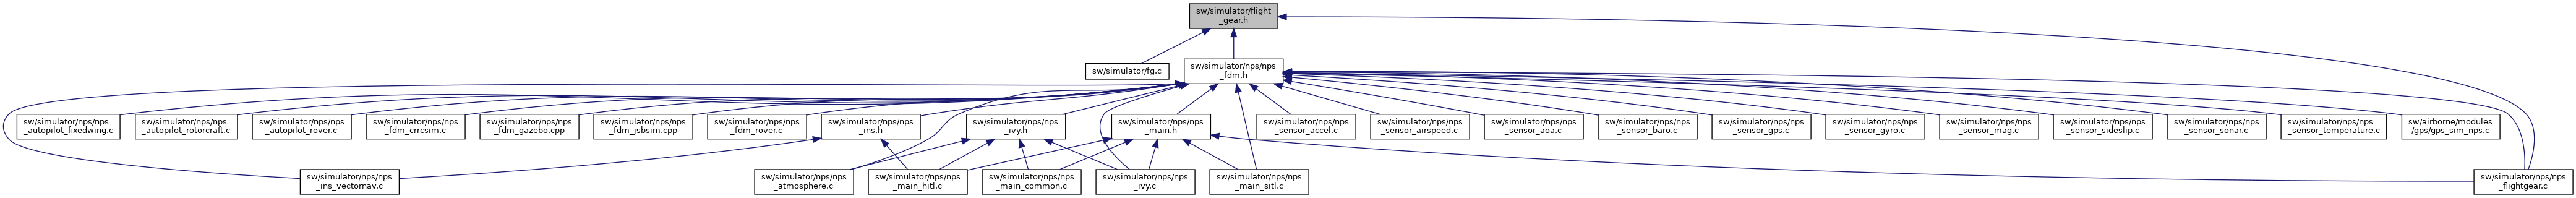 sw/simulator/flight
_gear.h
sw/simulator/fg.c
sw/simulator/nps/nps
_fdm.h
sw/simulator/nps/nps
_autopilot_fixedwing.c
sw/simulator/nps/nps
_autopilot_rotorcraft.c
sw/simulator/nps/nps
_autopilot_rover.c
sw/simulator/nps/nps
_fdm_crrcsim.c
sw/simulator/nps/nps
_fdm_gazebo.cpp
sw/simulator/nps/nps
_fdm_jsbsim.cpp
sw/simulator/nps/nps
_fdm_rover.c
sw/simulator/nps/nps
_ins.h
sw/simulator/nps/nps
_ivy.h
sw/simulator/nps/nps
_main.h
sw/simulator/nps/nps
_sensor_accel.c
sw/simulator/nps/nps
_sensor_airspeed.c
sw/simulator/nps/nps
_sensor_aoa.c
sw/simulator/nps/nps
_sensor_baro.c
sw/simulator/nps/nps
_sensor_gps.c
sw/simulator/nps/nps
_sensor_gyro.c
sw/simulator/nps/nps
_sensor_mag.c
sw/simulator/nps/nps
_sensor_sideslip.c
sw/simulator/nps/nps
_sensor_sonar.c
sw/simulator/nps/nps
_sensor_temperature.c
sw/airborne/modules
/gps/gps_sim_nps.c
sw/simulator/nps/nps
_ins_vectornav.c
sw/simulator/nps/nps
_atmosphere.c
sw/simulator/nps/nps
_main_hitl.c
sw/simulator/nps/nps
_main_common.c
sw/simulator/nps/nps
_ivy.c
sw/simulator/nps/nps
_main_sitl.c
sw/simulator/nps/nps
_flightgear.c